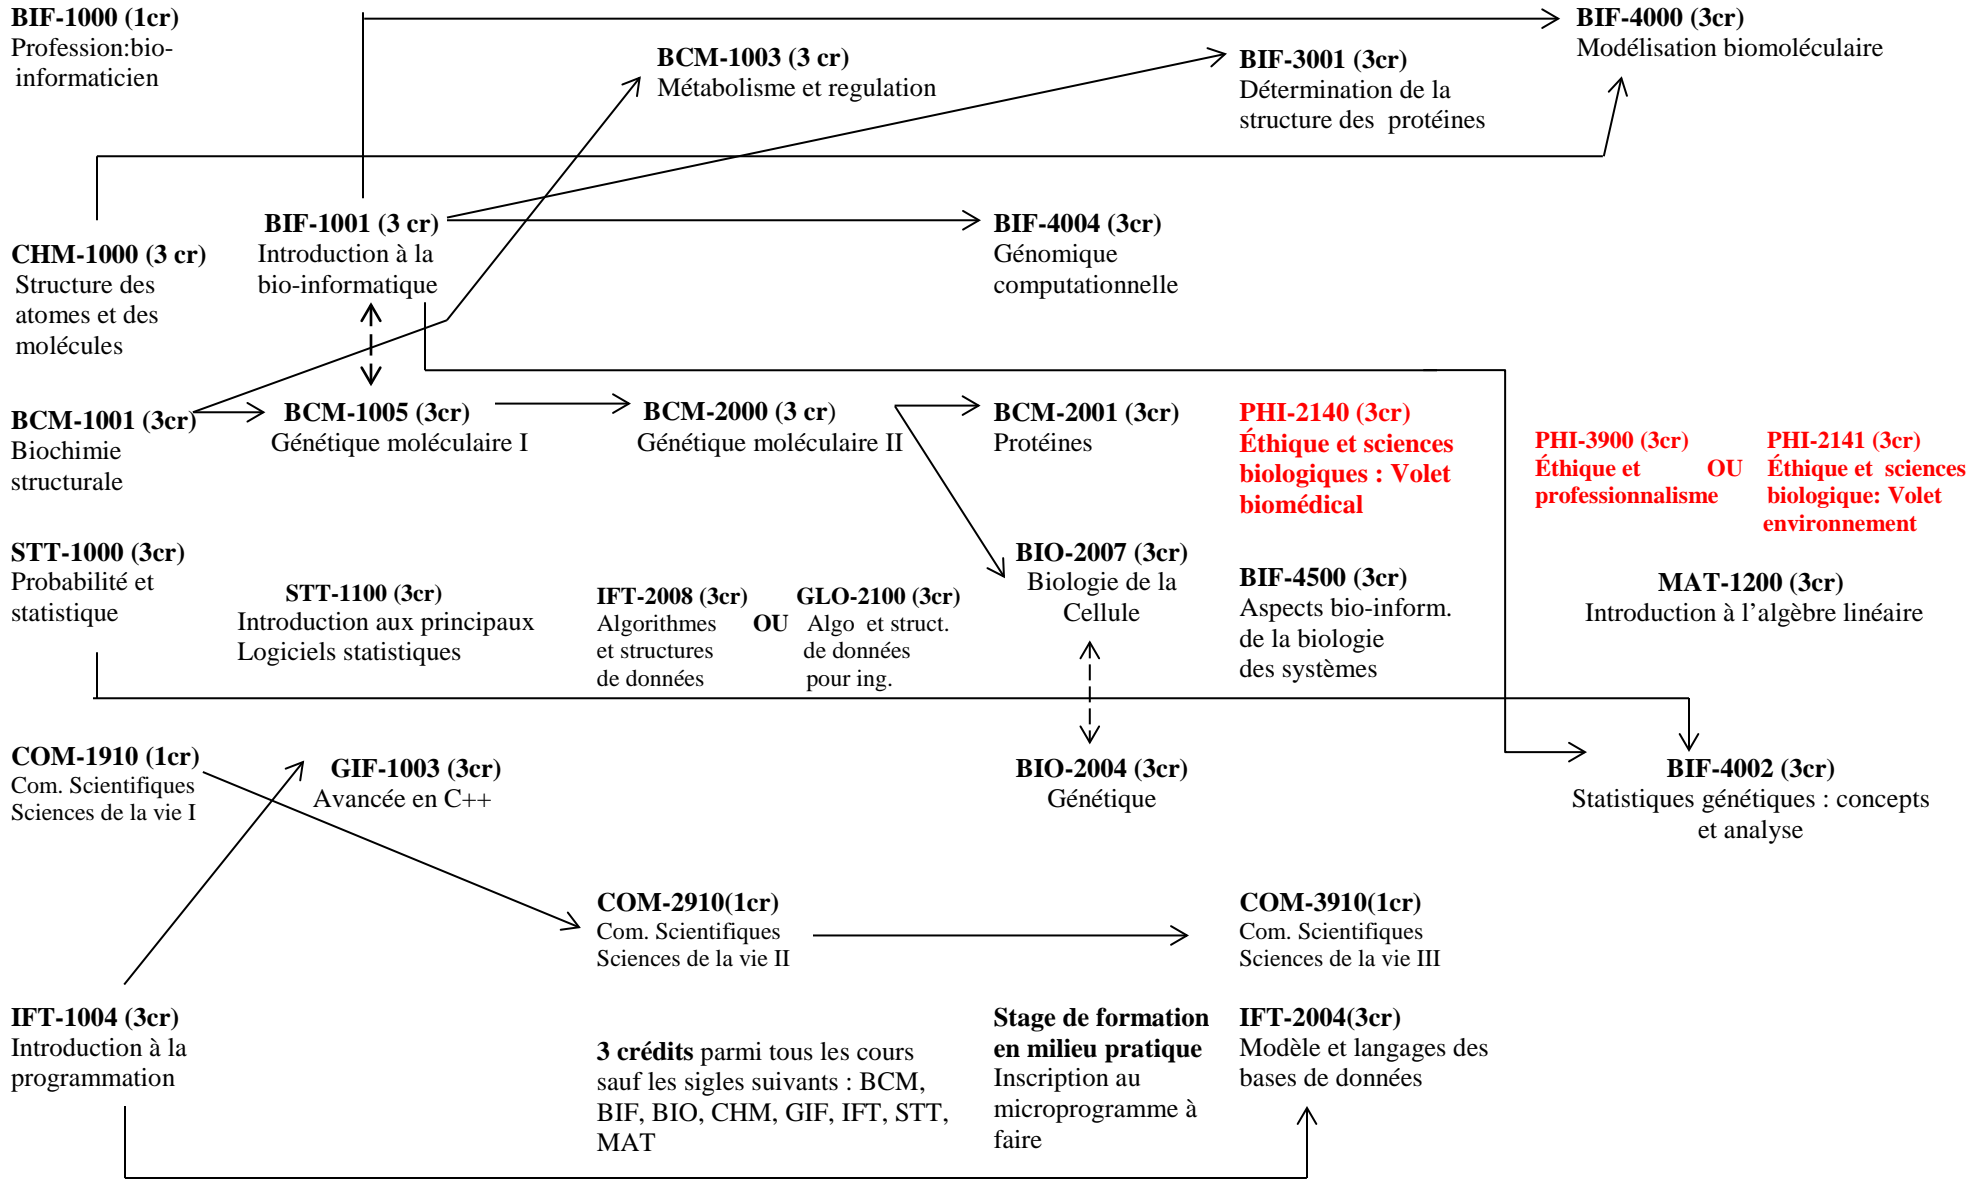 BIF-1000 (1cr)
Profession:bio-
informaticien
BCM-1003 (3 cr)
Métabolisme et regulation
BIF-3001 (3cr)
Détermination de la
structure des protéines
BIF-4000 (3cr)
Modélisation biomoléculaire
CHM-1000 (3 cr)
Structure des
atomes et des
molécules
BIF-1001 (3 cr)
Introduction à la
bio-informatique
BIF-4004 (3cr)
Génomique
computationnelle
BCM-1001 (3cr)
Biochimie
structurale
BCM-1005 (3cr)
Génétique moléculaire I
BCM-2000 (3 cr)
Génétique moléculaire II
BCM-2001 (3cr)
Protéines
PHI-2140 (3cr)
Éthique et sciences
biologiques : Volet
biomédical
PHI-3900 (3cr)
Éthique et
professionnalisme
OU
PHI-2141 (3cr)
Éthique et sciences
biologique: Volet
environnement
STT-1000 (3cr)
Probabilité et
statistique
STT-1100 (3cr)
Introduction aux principaux
Logiciels statistiques
IFT-2008 (3cr)
Algorithmes
et structures
de données
OU
GLO-2100 (3cr)
Algo et struct.
de données
pour ing.
BIO-2007 (3cr)
Biologie de la
Cellule
BIF-4500 (3cr)
Aspects bio-inform.
de la biologie
des systèmes
MAT-1200 (3cr)
Introduction à l’algèbre linéaire
COM-1910 (1cr)
Com. Scientifiques
Sciences de la vie I
GIF-1003 (3cr)
Avancée en C++
BIO-2004 (3cr)
Génétique
BIF-4002 (3cr)
Statistiques génétiques : concepts
et analyse
COM-2910(1cr)
Com. Scientifiques
Sciences de la vie II
COM-3910(1cr)
Com. Scientifiques
Sciences de la vie III
IFT-1004 (3cr)
Introduction à la
programmation
3 crédits parmi tous les cours
sauf les sigles suivants : BCM,
BIF, BIO, CHM, GIF, IFT, STT,
MAT
Stage de formation
en milieu pratique
Inscription au
microprogramme à
faire
IFT-2004(3cr)
Modèle et langages des
bases de données